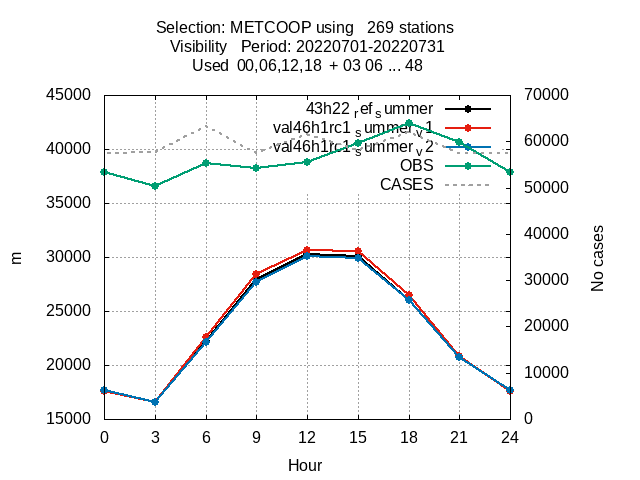 Selection: METCOOP using   269 stations
Visibility   Period: 20220701-20220731
Used  00,06,12,18  + 03 06 ... 48
45000
40000
35000
30000
25000
20000
15000
70000
60000
50000
40000
30000
20000
10000
0
43h22_ref_summer
val46h1rc1_summer_v1
val46h1rc1_summer_v2
OBS
CASES
m
No cases
0 3 6 9 12 15 18 21 24
Hour